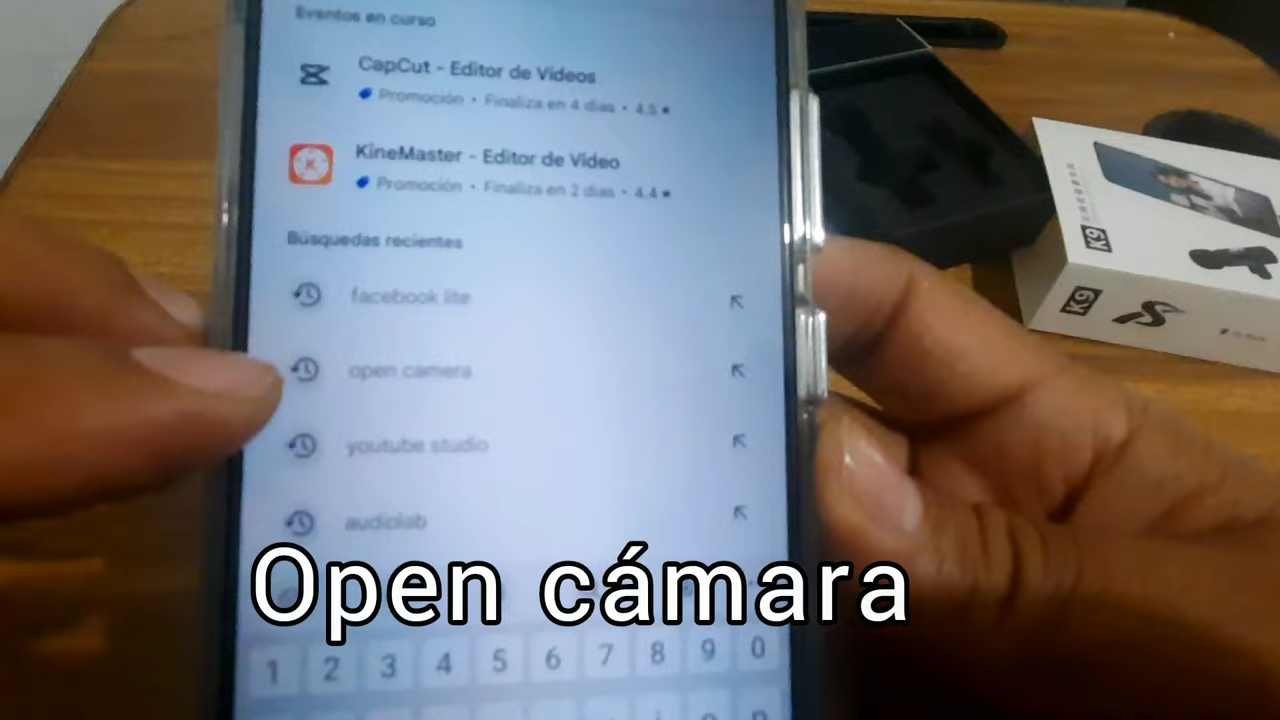 Eventos en curso
CapCut - Editor de Videos
Promoción • Finaliza en 4 días • 4.5 ★
KineMaster - Editor de Video
Promoción • Finaliza en 2 días • 4.4 ★
Búsquedas recientes
facebook lite
open camera
youtube studio
audiolab
Open cámara
1 2 3 4 5 6 7 8 9 0
K9
K9